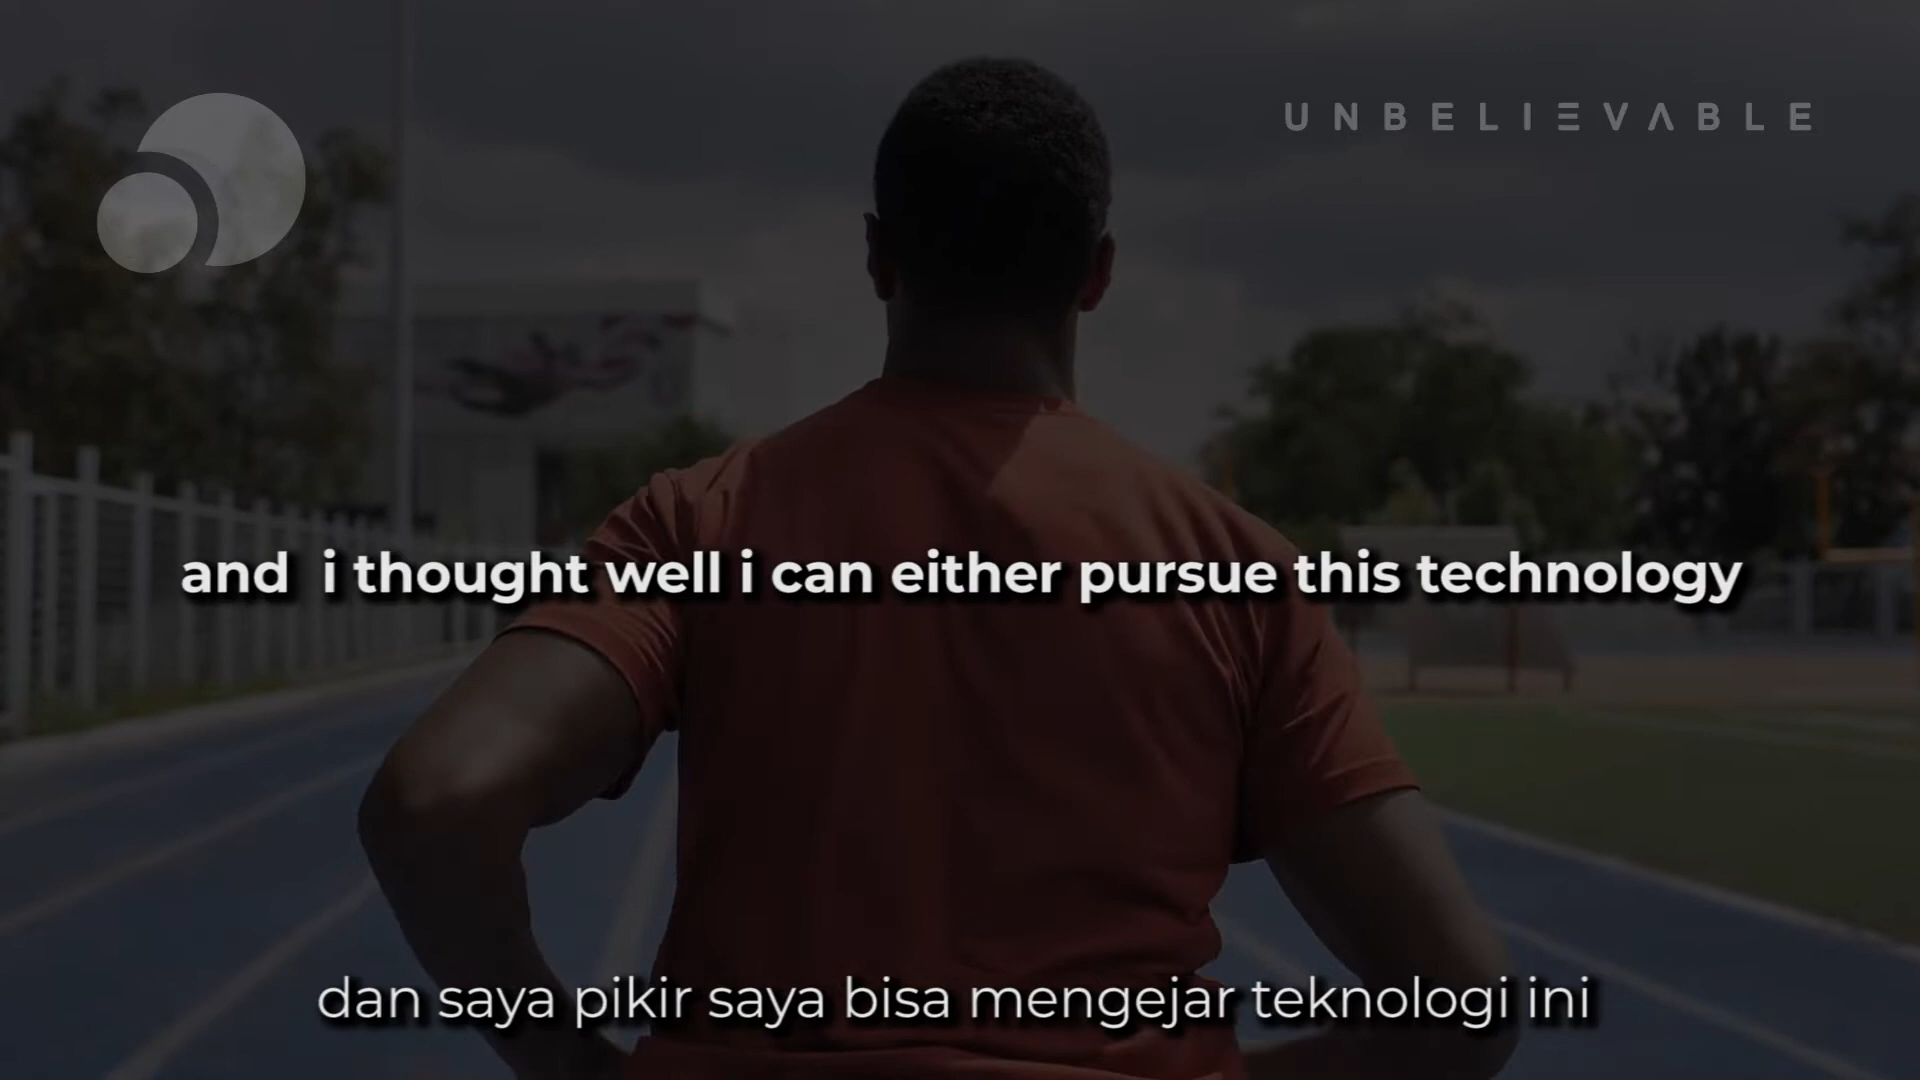 UNBELIEVABLE
and i thought well i can either pursue this technology
dan saya pikir saya bisa mengejar teknologi ini